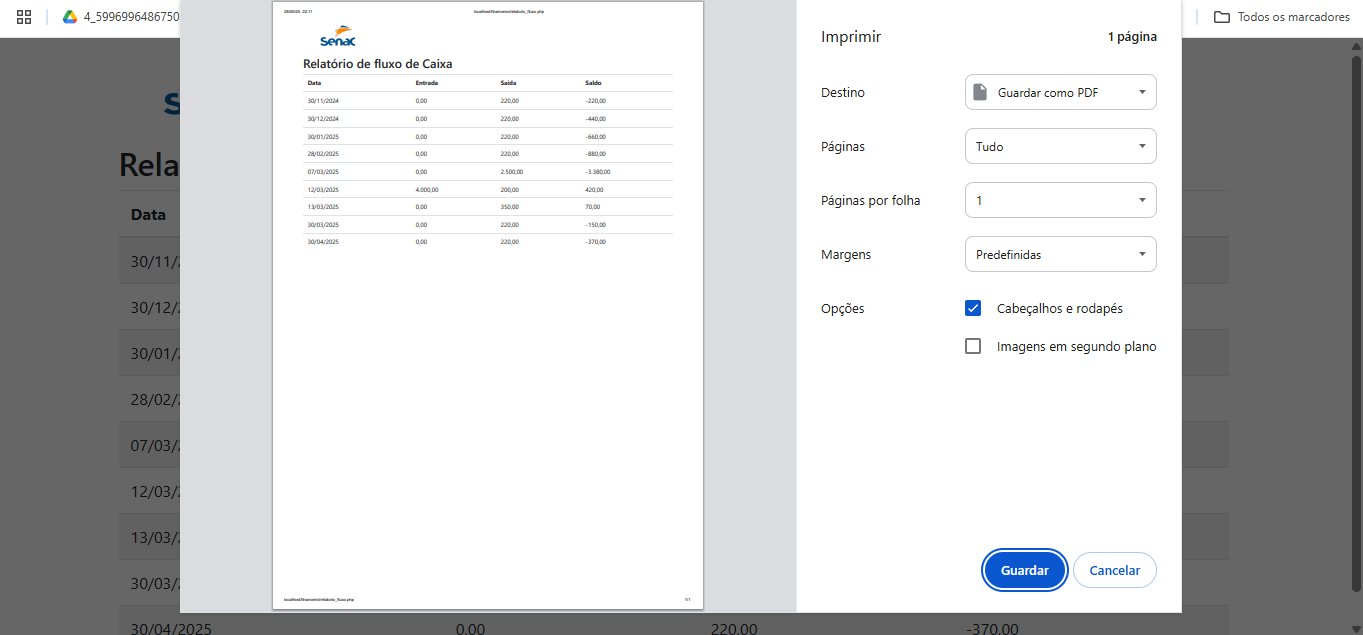 4_5996996486750
Todos os marcadores
28/05/25, 22:11
localhost/financeiro/relatorio_fluxo.php
Senac
Relatório de fluxo de Caixa
Data Entrada Saída Saldo
30/11/2024 0,00 220,00 -220,00
30/12/2024 0,00 220,00 -440,00
30/01/2025 0,00 220,00 -660,00
28/02/2025 0,00 220,00 -880,00
07/03/2025 0,00 2.500,00 -3.380,00
12/03/2025 4.000,00 200,00 420,00
13/03/2025 0,00 350,00 70,00
30/03/2025 0,00 220,00 -150,00
30/04/2025 0,00 220,00 -370,00
localhost/financeiro/relatorio_fluxo.php
1/1
Imprimir
1 página
Destino
Guardar como PDF
Páginas
Tudo
Páginas por folha
1
Margens
Predefinidas
Opções
Cabeçalhos e rodapés
Imagens em segundo plano
Guardar
Cancelar
S
Rela
Data
30/11/
30/12/
30/01/
28/02/
07/03/
12/03/
13/03/
30/03/
30/04/2025 0,00 220,00 -370,00